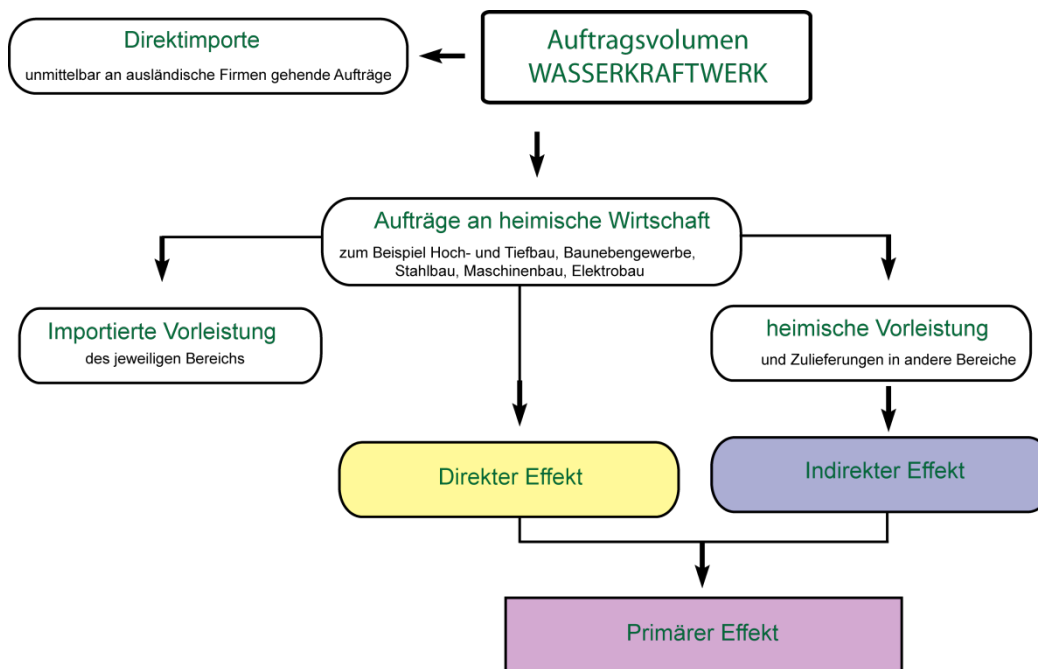 Direktimporte
unmittelbar an ausländische Firmen gehende Aufträge
Auftragsvolumen
WASSERKRAFTWERK
Aufträge an heimische Wirtschaft
zum Beispiel Hoch- und Tiefbau, Baunebengewerbe,
Stahlbau, Maschinenbau, Elektrobau
Importierte Vorleistung
des jeweiligen Bereichs
heimische Vorleistung
und Zulieferungen in andere Bereiche
Direkter Effekt
Indirekter Effekt
Primärer Effekt